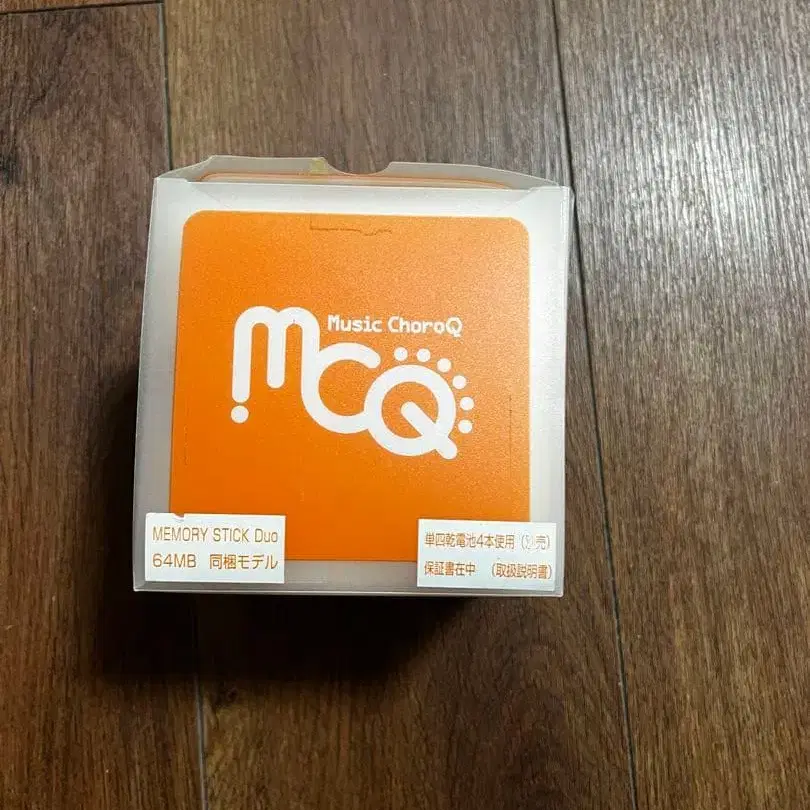 Music ChoroQ
mCQ
MEMORY STICK Duo
64MB 同梱モデル
単四乾電池4本使用 (別売)
保証書在中 (取扱説明書)